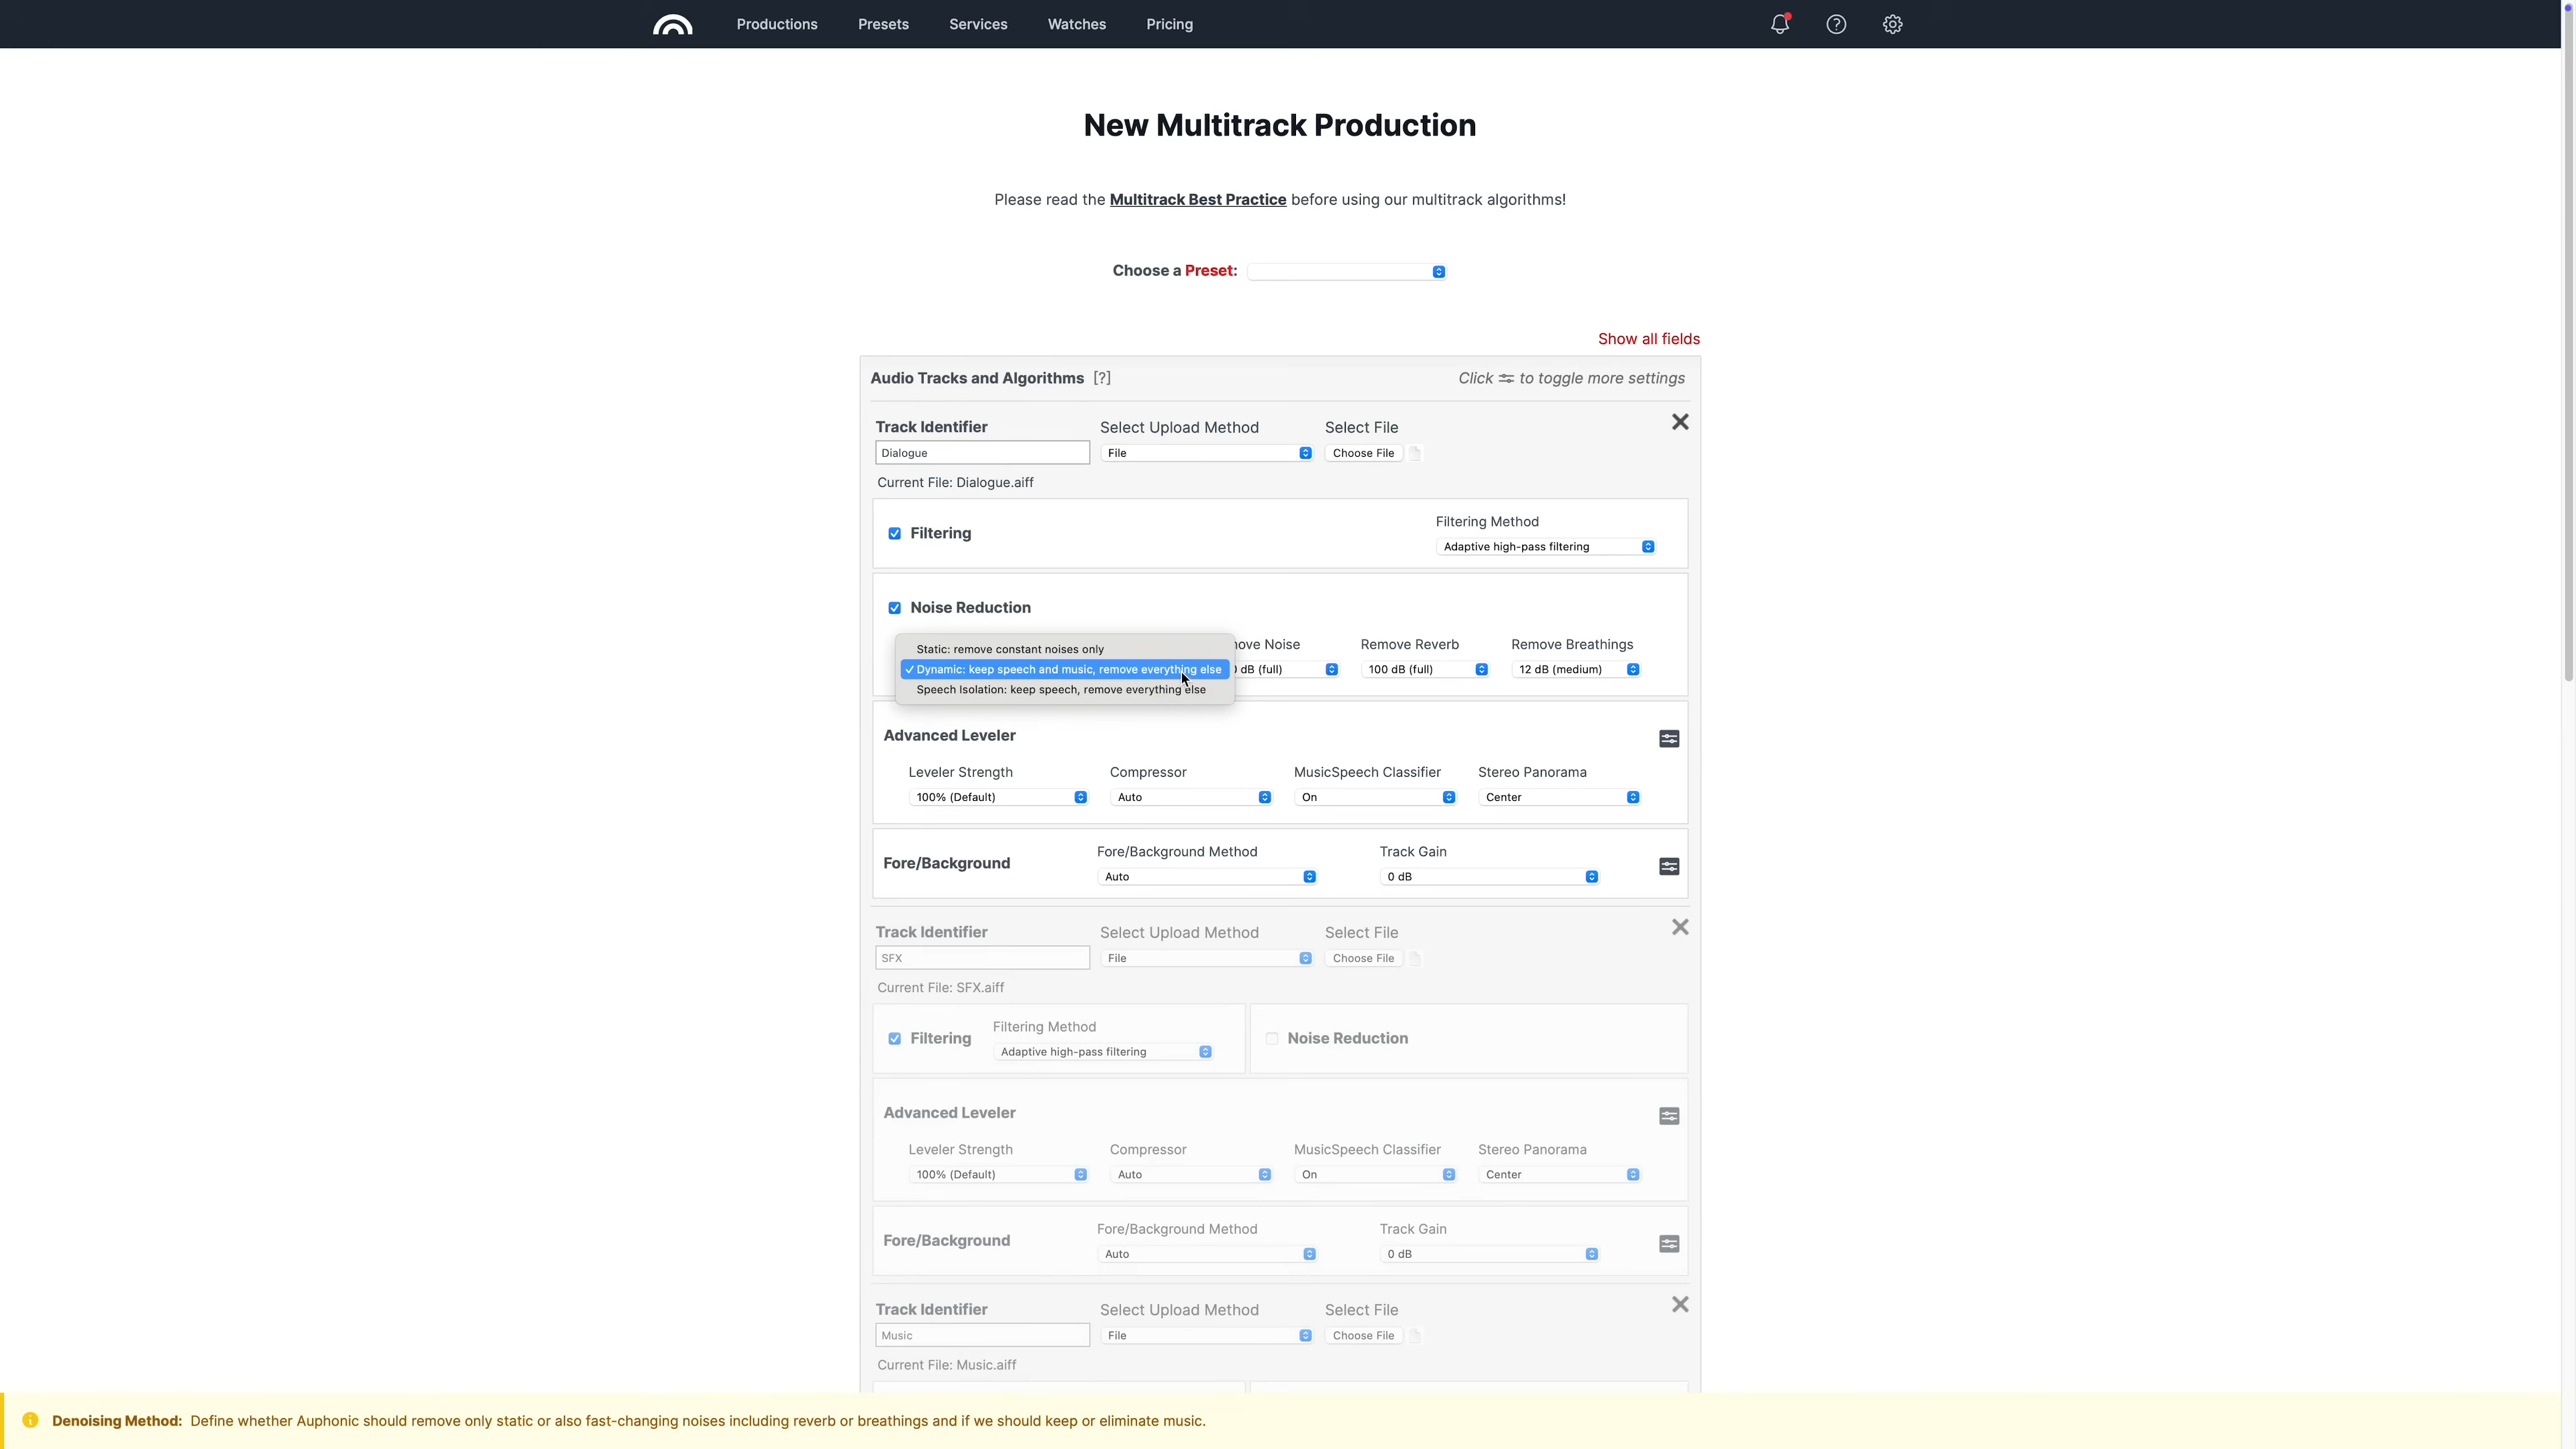 Productions Presets Services Watches Pricing
New Multitrack Production
Please read the Multitrack Best Practice before using our multitrack algorithms!
Choose a Preset:
Show all fields
Audio Tracks and Algorithms [?] Click to toggle more settings
Track Identifier Select Upload Method Select File
Dialogue File Choose File
Current File: Dialogue.aiff
Filtering Method
Filtering
Adaptive high-pass filtering
Noise Reduction
Remove Reverb Remove Breathings
Static: remove constant noises only
✓ Dynamic: keep speech and music, remove everything else dB (full) 100 dB (full) 12 dB (medium)
Speech Isolation: keep speech, remove everything else
Advanced Leveler
Leveler Strength Compressor MusicSpeech Classifier Stereo Panorama
100% (Default) Auto On Center
Fore/Background Method Track Gain
Fore/Background
Auto 0 dB
Track Identifier Select Upload Method Select File
SFX File Choose File
Current File: SFX.aiff
Filtering Method
Filtering Noise Reduction
Adaptive high-pass filtering
Advanced Leveler
Leveler Strength Compressor MusicSpeech Classifier Stereo Panorama
100% (Default) Auto On Center
Fore/Background Method Track Gain
Fore/Background
Auto 0 dB
Track Identifier Select Upload Method Select File
Music File Choose File
Current File: Music.aiff
Denoising Method: Define whether Auphonic should remove only static or also fast-changing noises including reverb or breathings and if we should keep or eliminate music.